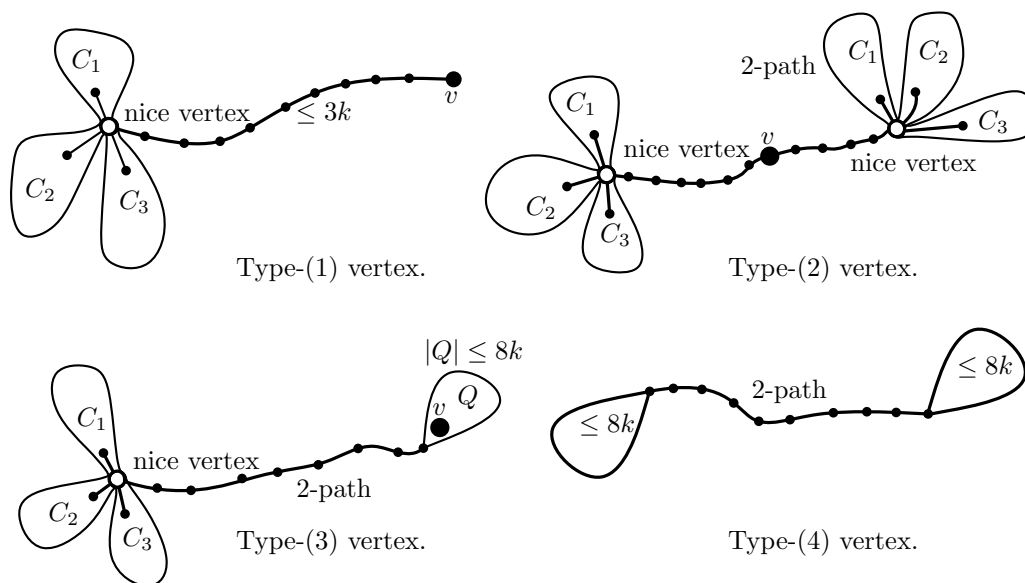 C₁
nice vertex
≤ 3k
v
C₂
C₃
Type-(1) vertex.
2-path
C₁
C₂
C₃
nice vertex
C₁
nice vertex
v
C₂
C₃
Type-(2) vertex.
|Q| ≤ 8k
Q
v
C₁
nice vertex
2-path
C₂
C₃
Type-(3) vertex.
≤ 8k
2-path
≤ 8k
Type-(4) vertex.